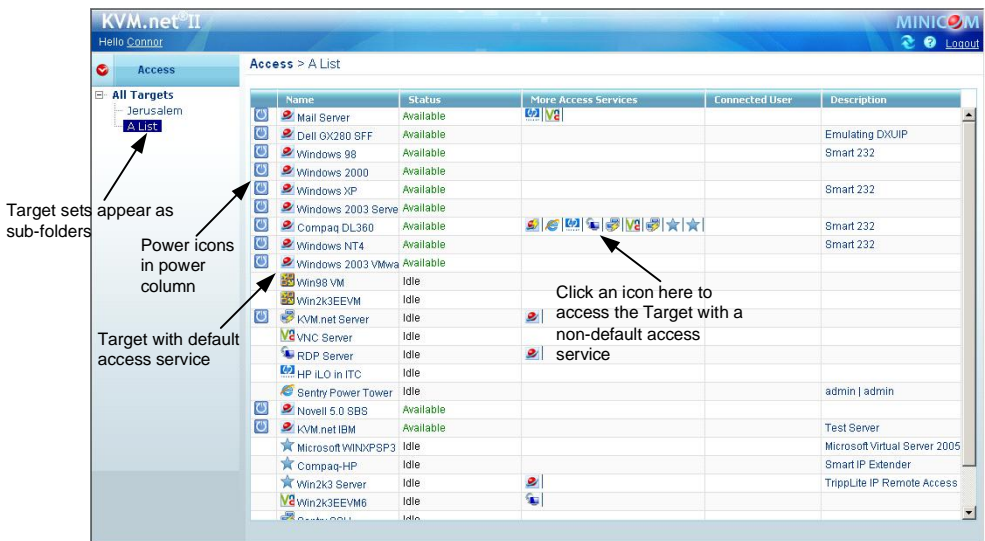 KVM.net®II
MINICOM
Hello Connor
Logout
Access
Access > A List
All Targets
Jerusalem
A List
Name Status More Access Services Connected User Description
Mail Server Available
Dell GX280 SFF Available Emulating DXUIP
Windows 98 Available Smart 232
Windows 2000 Available
Windows XP Available Smart 232
Windows 2003 Serve Available
Compaq DL360 Available Smart 232
Windows NT4 Available Smart 232
Windows 2003 VMwa Available
Win98 VM Idle
Win2k3EEVM Idle
KVM.net Server Idle
VNC Server Idle
RDP Server Idle
HP iLO in ITC Idle
Sentry Power Tower Idle admin | admin
Novell 5.0 SBS Available
KVM.net IBM Available Test Server
Microsoft WINXPSP3 Idle Microsoft Virtual Server 2005
Compaq-HP Idle Smart IP Extender
Win2k3 Server Idle TrippLite IP Remote Access
Win2k3EEVM6 Idle
Target sets appear as
sub-folders
Power icons
in power
column
Target with default
access service
Click an icon here to
access the Target with a
non-default access
service